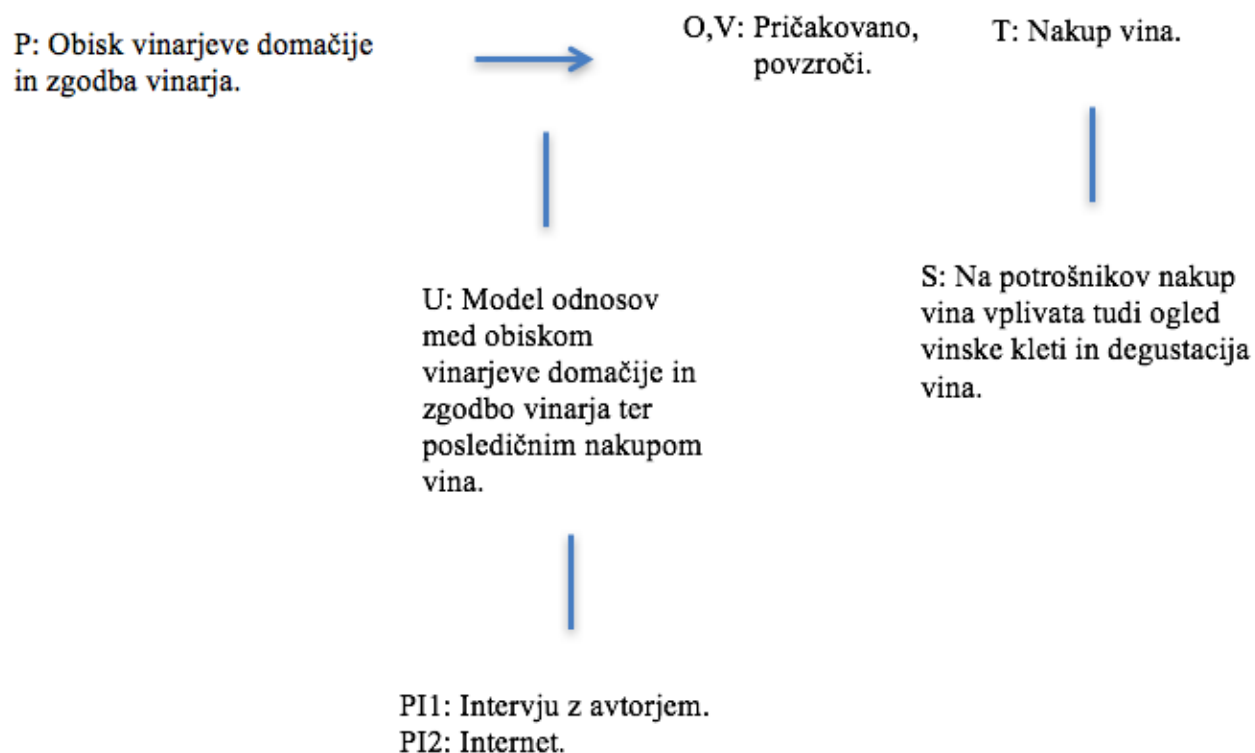 P: Obisk vinarjeve domačije
in zgodba vinarja.
O,V: Pričakovano,
povzroči.
T: Nakup vina.
U: Model odnosov
med obiskom
vinarjeve domačije in
zgodbo vinarja ter
posledičnim nakupom
vina.
S: Na potrošnikov nakup
vina vplivata tudi ogled
vinske kleti in degustacija
vina.
PI1: Intervju z avtorjem.
PI2: Internet.